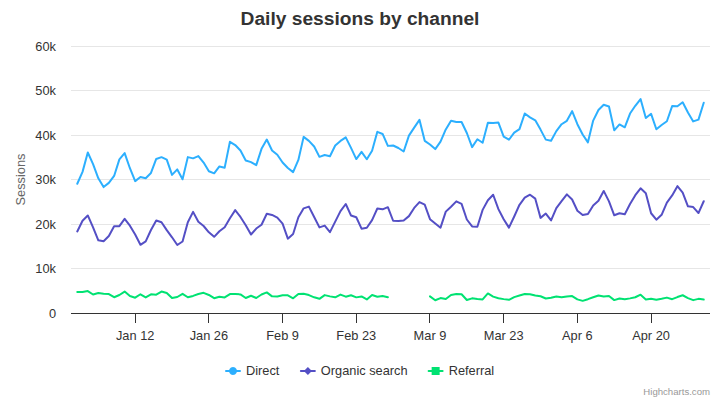 Daily sessions by channel
Sessions
60k
50k
40k
30k
20k
10k
0
Jan 12 Jan 26 Feb 9 Feb 23 Mar 9 Mar 23 Apr 6 Apr 20
Direct Organic search Referral
Highcharts.com